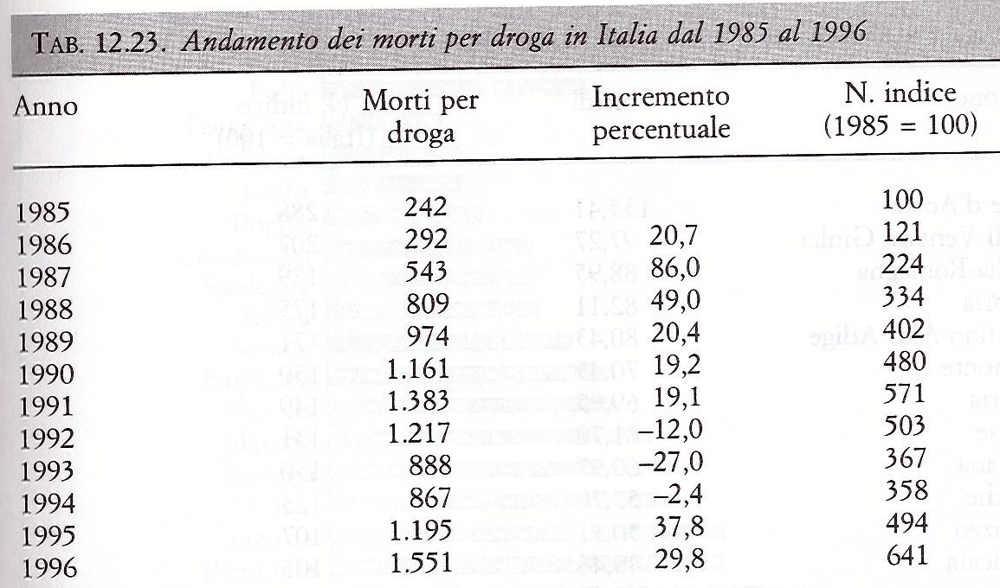 TAB. 12.23. Andamento dei morti per droga in Italia dal 1985 al 1996
Anno Morti per droga Incremento percentuale N. indice (1985 = 100)
1985 242 100
1986 292 20,7 121
1987 543 86,0 224
1988 809 49,0 334
1989 974 20,4 402
1990 1.161 19,2 480
1991 1.383 19,1 571
1992 1.217 –12,0 503
1993 888 –27,0 367
1994 867 –2,4 358
1995 1.195 37,8 494
1996 1.551 29,8 641